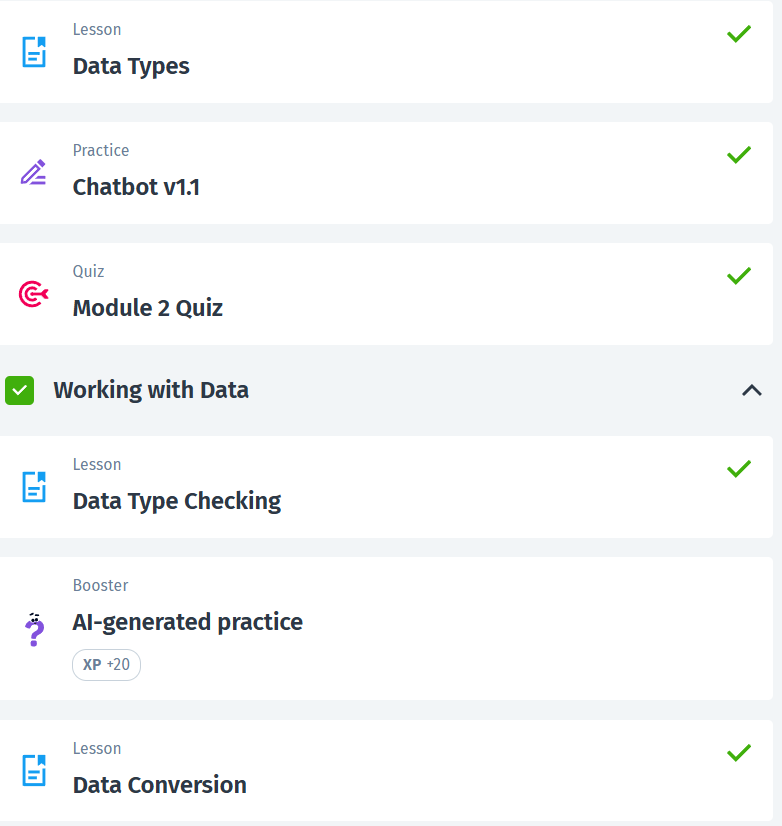 Lesson
Data Types
Practice
Chatbot v1.1
Quiz
Module 2 Quiz
Working with Data
Lesson
Data Type Checking
Booster
AI-generated practice
XP +20
Lesson
Data Conversion